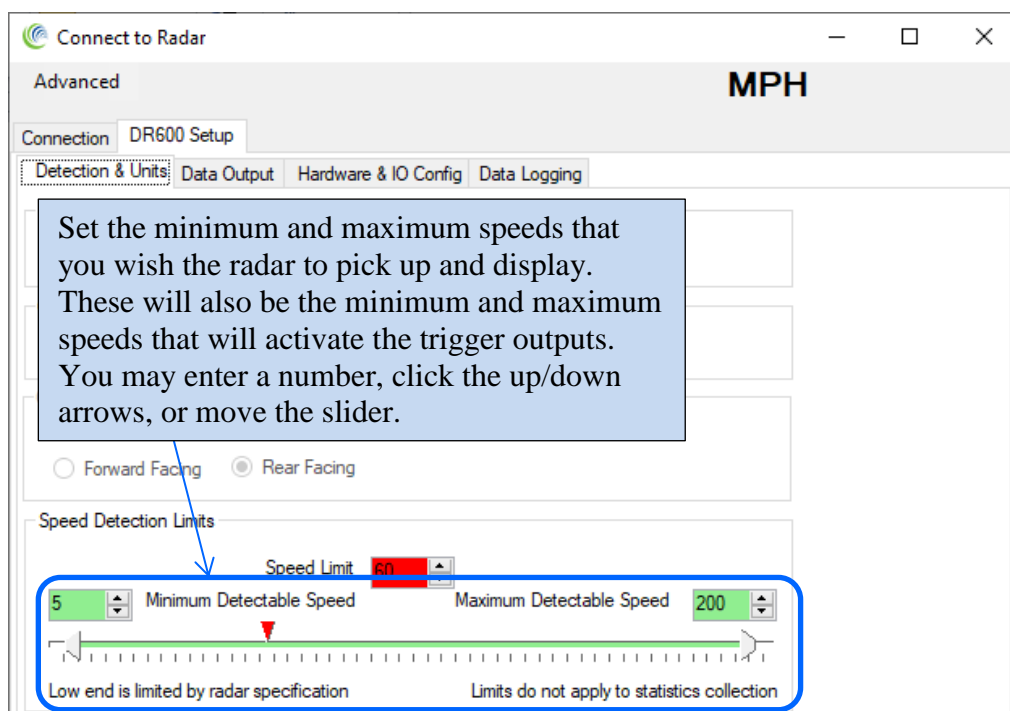 Connect to Radar
Advanced
MPH
Connection DR600 Setup
Detection & Units Data Output Hardware & IO Config Data Logging
Set the minimum and maximum speeds that
you wish the radar to pick up and display.
These will also be the minimum and maximum
speeds that will activate the trigger outputs.
You may enter a number, click the up/down
arrows, or move the slider.
Forward Facing Rear Facing
Speed Detection Limits
Speed Limit 60
5 Minimum Detectable Speed Maximum Detectable Speed 200
Low end is limited by radar specification Limits do not apply to statistics collection